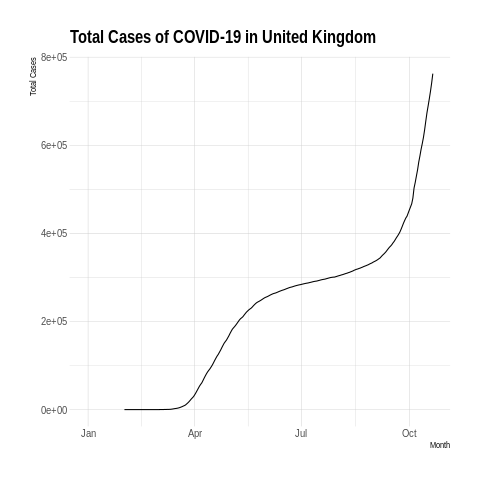 Total Cases of COVID-19 in United Kingdom
Total Cases
8e+05
6e+05
4e+05
2e+05
0e+00
Jan Apr Jul Oct
Month